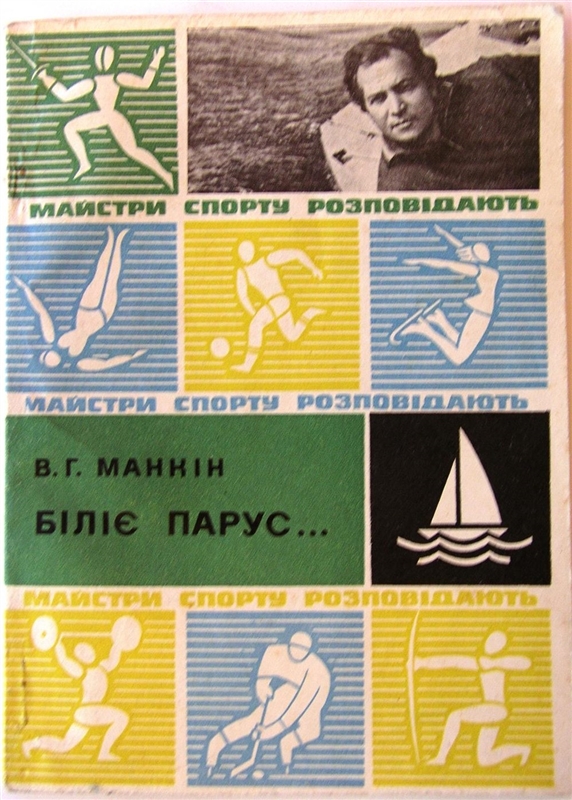 МАЙСТРИ СПОРТУ РОЗПОВІДАЮТЬ
МАЙСТРИ СПОРТУ РОЗПОВІДАЮТЬ
В. Г. МАНКІН
БІЛІЄ ПАРУС...
МАЙСТРИ СПОРТУ РОЗПОВІДАЮТЬ